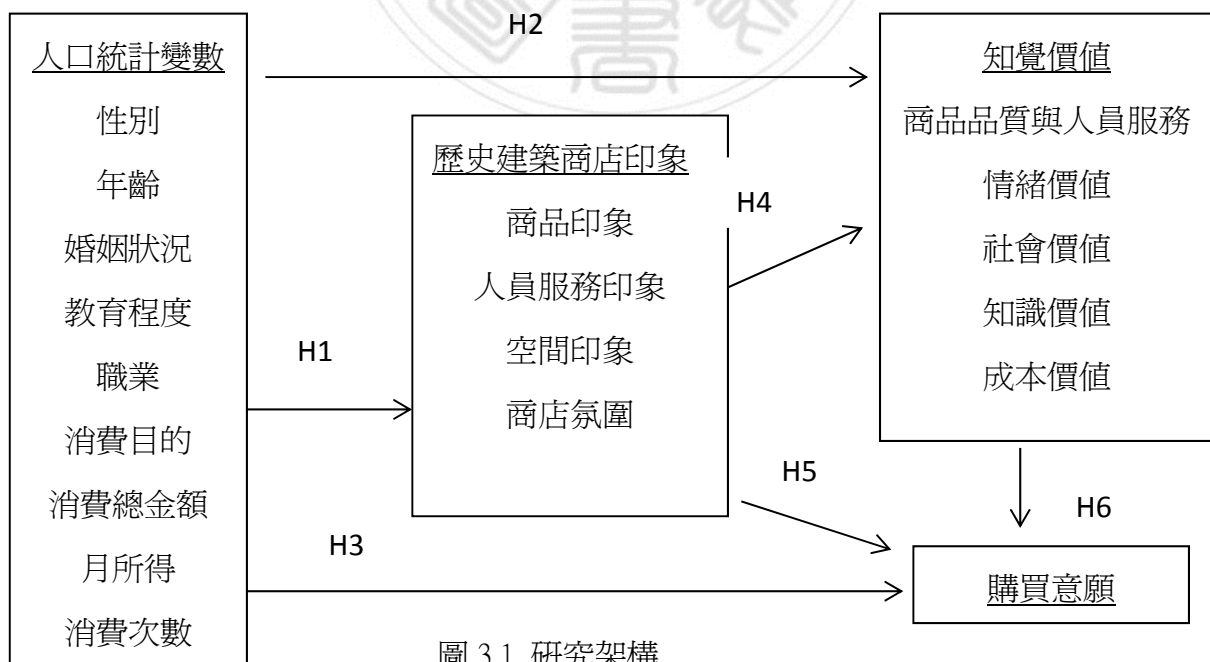 人口統計變數
性別
年齡
婚姻狀況
教育程度
職業
消費目的
消費總金額
月所得
消費次數
H2
H1
H3
歷史建築商店印象
商品印象
人員服務印象
空間印象
商店氛圍
H4
H5
知覺價值
商品品質與人員服務
情緒價值
社會價值
知識價值
成本價值
H6
購買意願
圖 3.1 研究架構